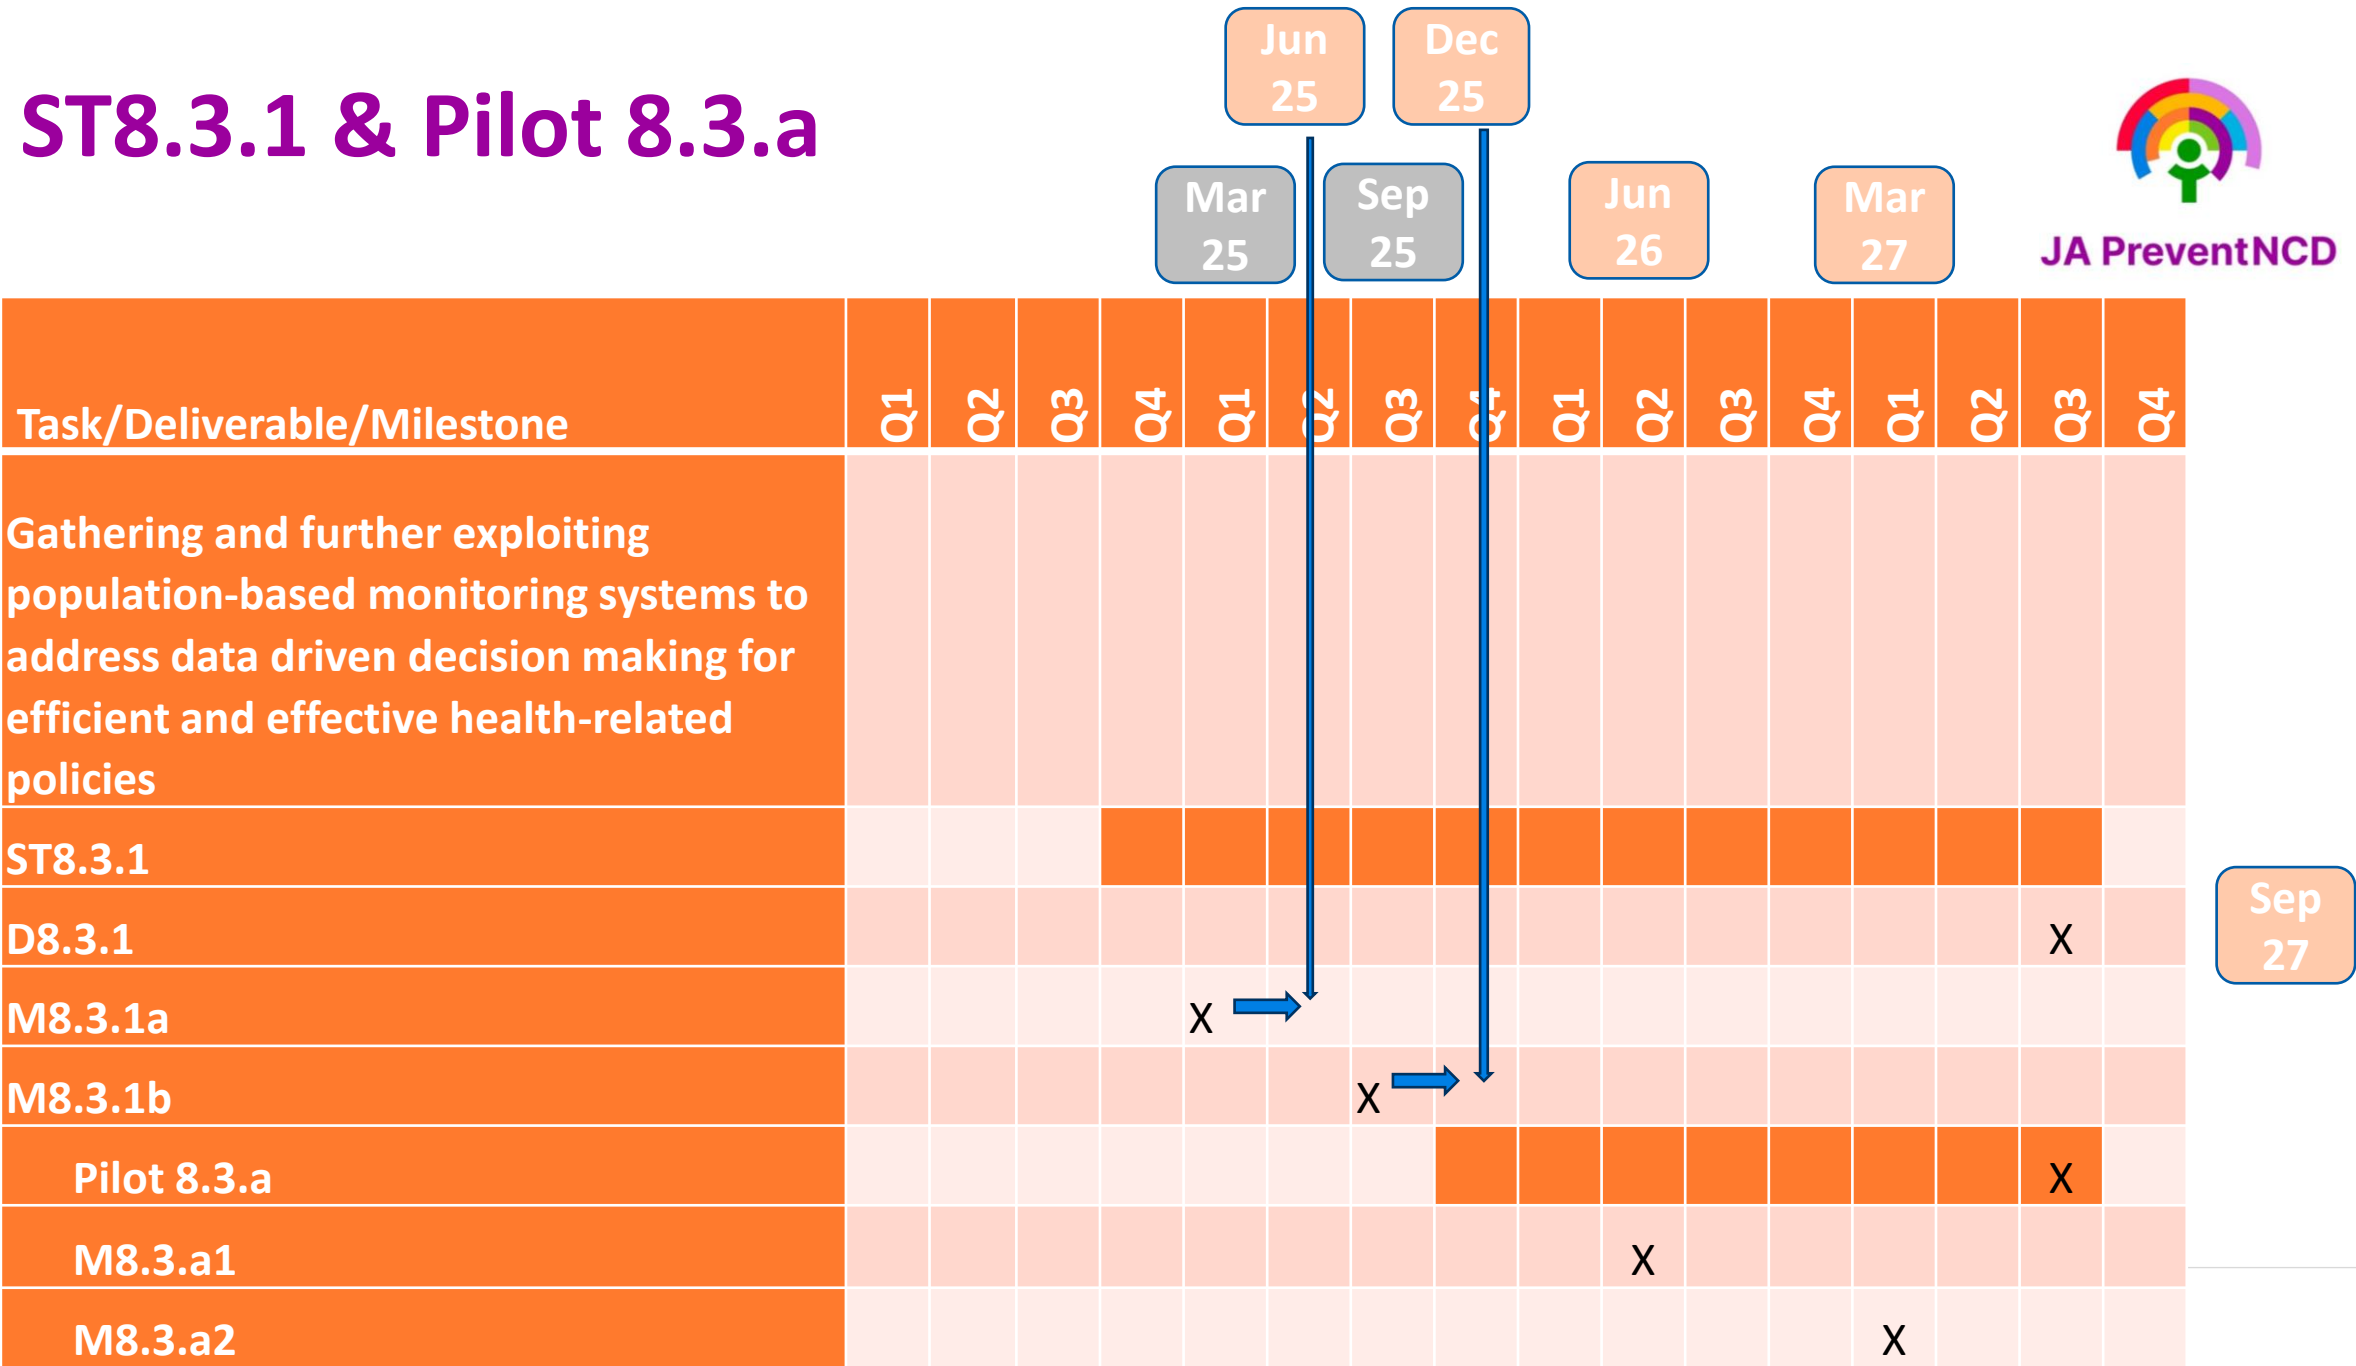 Jun
25
Dec
25
ST8.3.1 & Pilot 8.3.a
Mar
25
Sep
25
Jun
26
Mar
27
JA PreventNCD
Task/Deliverable/Milestone Q1 Q2 Q3 Q4 Q1 Q2 Q3 Q4 Q1 Q2 Q3 Q4 Q1 Q2 Q3 Q4
Gathering and further exploiting
population-based monitoring systems to
address data driven decision making for
efficient and effective health-related
policies
ST8.3.1
Sep
27
D8.3.1 X
M8.3.1a X
M8.3.1b X
Pilot 8.3.a X
M8.3.a1 X
M8.3.a2 X